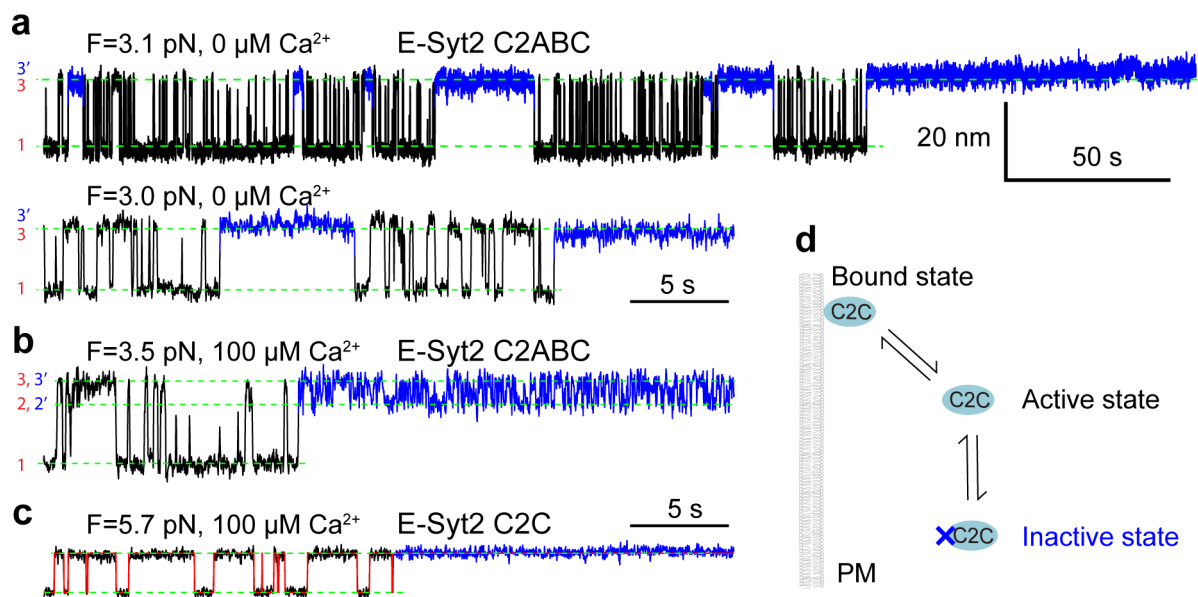 a
F=3.1 pN, 0 µM Ca²⁺ E-Syt2 C2ABC
3'
3
1
20 nm
50 s
F=3.0 pN, 0 µM Ca²⁺
3'
3
1
5 s
b
F=3.5 pN, 100 µM Ca²⁺ E-Syt2 C2ABC
3, 3'
2, 2'
1
c
F=5.7 pN, 100 µM Ca²⁺ E-Syt2 C2C
5 s
d
Bound state
C2C
C2C Active state
C2C Inactive state
PM